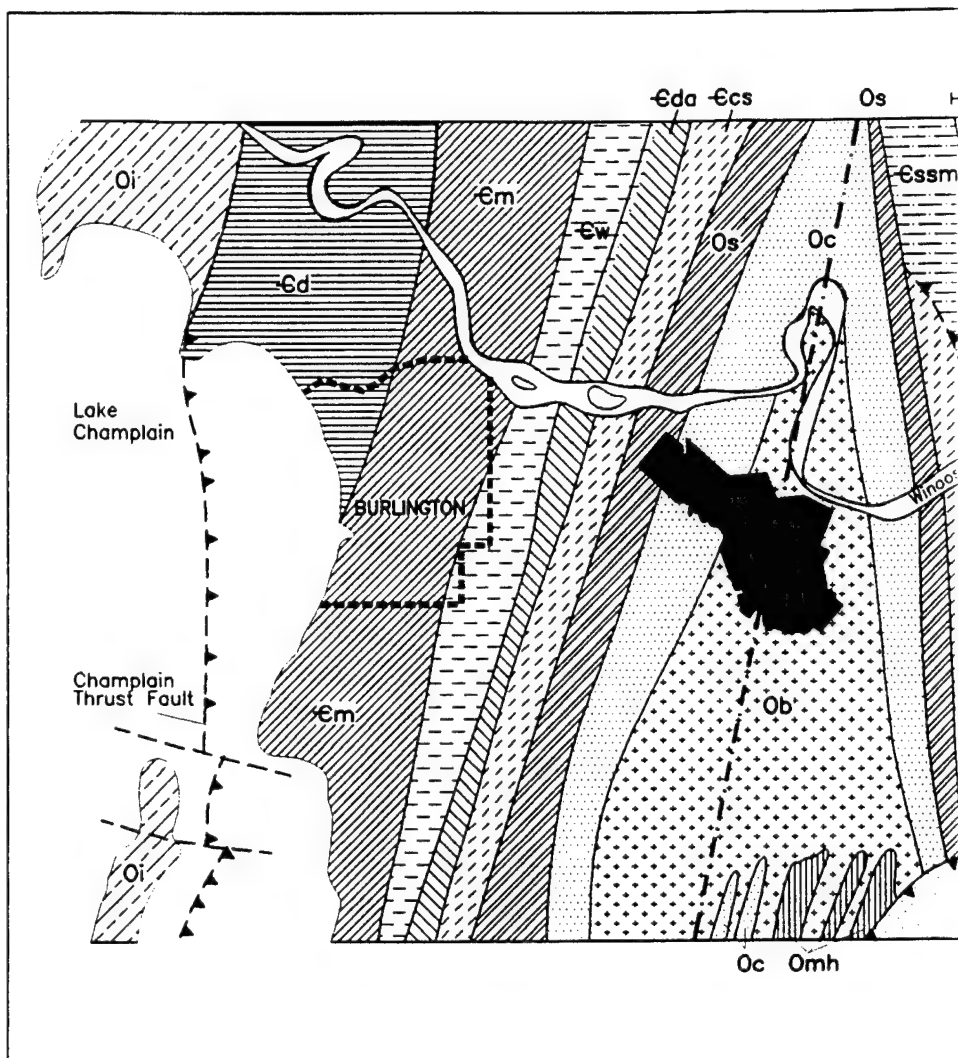 Єda Єcs Os H
Oi
Єssm
Єm
Єw
Os
Oc
Єd
Lake
Champlain
BURLINGTON
Winoos
Champlain
Thrust Fault
Єm
Ob
Oi
Oc Omh